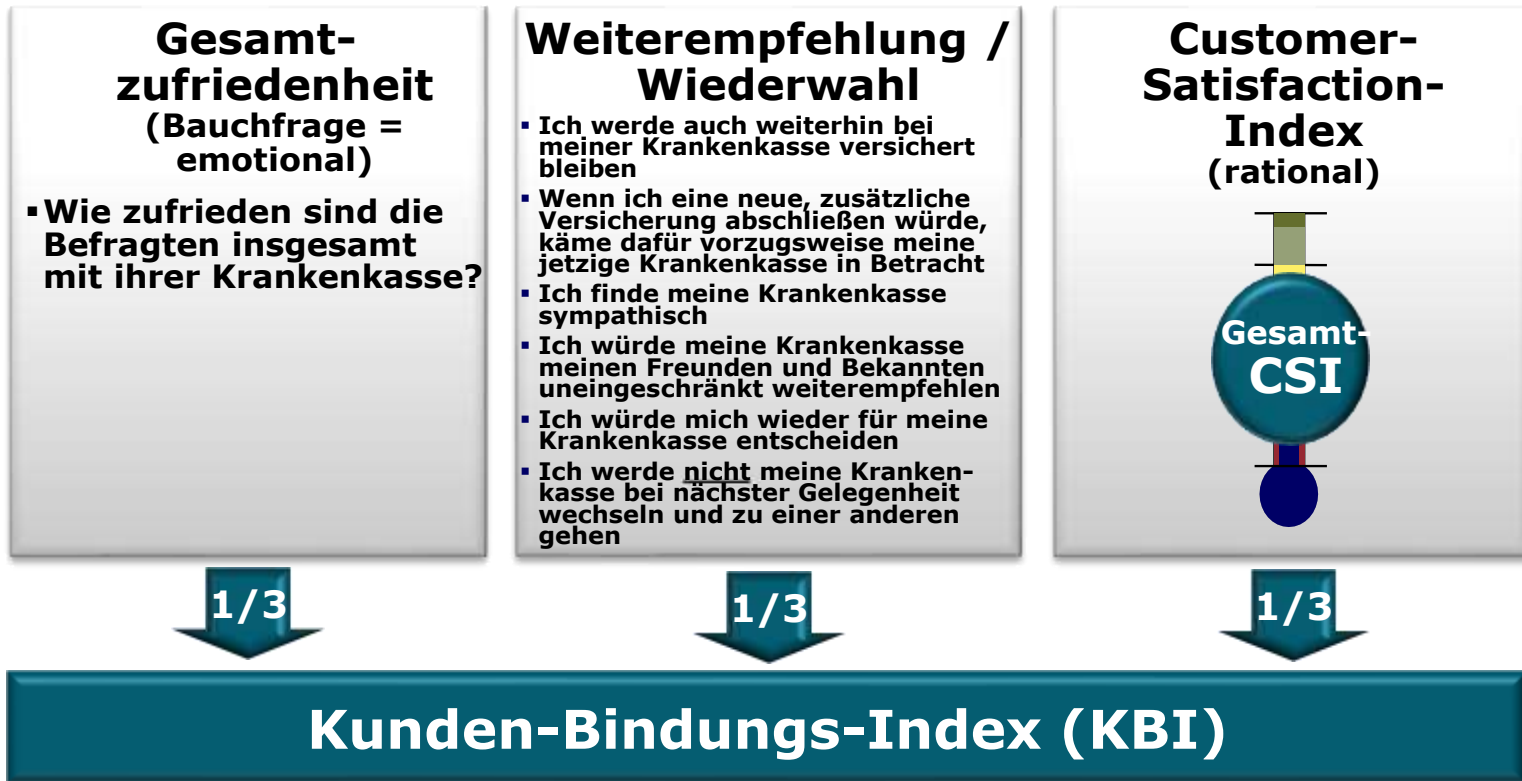 Gesamt-
zufriedenheit
(Bauchfrage =
emotional)
▪Wie zufrieden sind die
Befragten insgesamt
mit ihrer Krankenkasse?
Weiterempfehlung /
Wiederwahl
▪ Ich werde auch weiterhin bei
meiner Krankenkasse versichert
bleiben
▪ Wenn ich eine neue, zusätzliche
Versicherung abschließen würde,
käme dafür vorzugsweise meine
jetzige Krankenkasse in Betracht
▪ Ich finde meine Krankenkasse
sympathisch
▪ Ich würde meine Krankenkasse
meinen Freunden und Bekannten
uneingeschränkt weiterempfehlen
▪ Ich würde mich wieder für meine
Krankenkasse entscheiden
▪ Ich werde nicht meine Kranken-
kasse bei nächster Gelegenheit
wechseln und zu einer anderen
gehen
Customer-
Satisfaction-
Index
(rational)
Gesamt-
CSI
1/3
1/3
1/3
Kunden-Bindungs-Index (KBI)